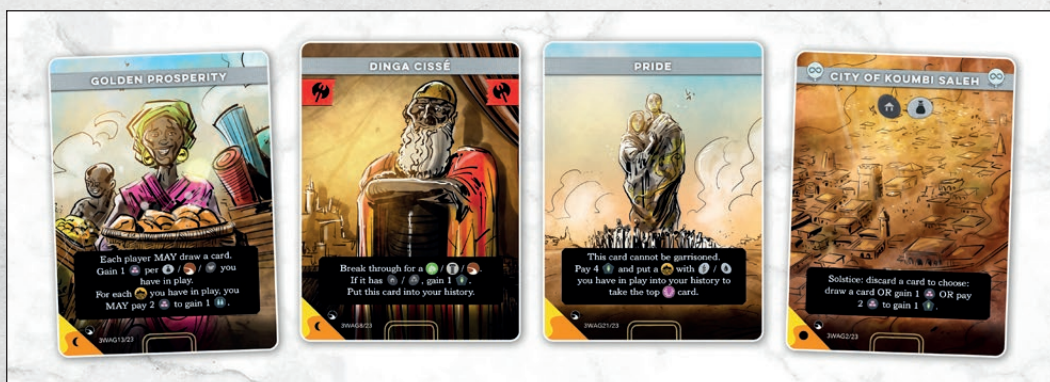 GOLDEN PROSPERITY
Each player MAY draw a card.
Gain 1 per / / you
have in play.
For each you have in play, you
MAY pay 2 to gain 1 .
3WAG13/23
DINGA CISSÉ
Break through for a / / .
If it has / , gain 1 .
Put this card into your history.
3WAG8/23
PRIDE
This card cannot be garrisoned.
Pay 4 and put a with /
you have in play into your history to
take the top card.
3WAG21/23
CITY OF KOUMBI SALEH
Solstice: discard a card to choose:
draw a card OR gain 1 OR pay
2 to gain 1 .
3WAG2/23